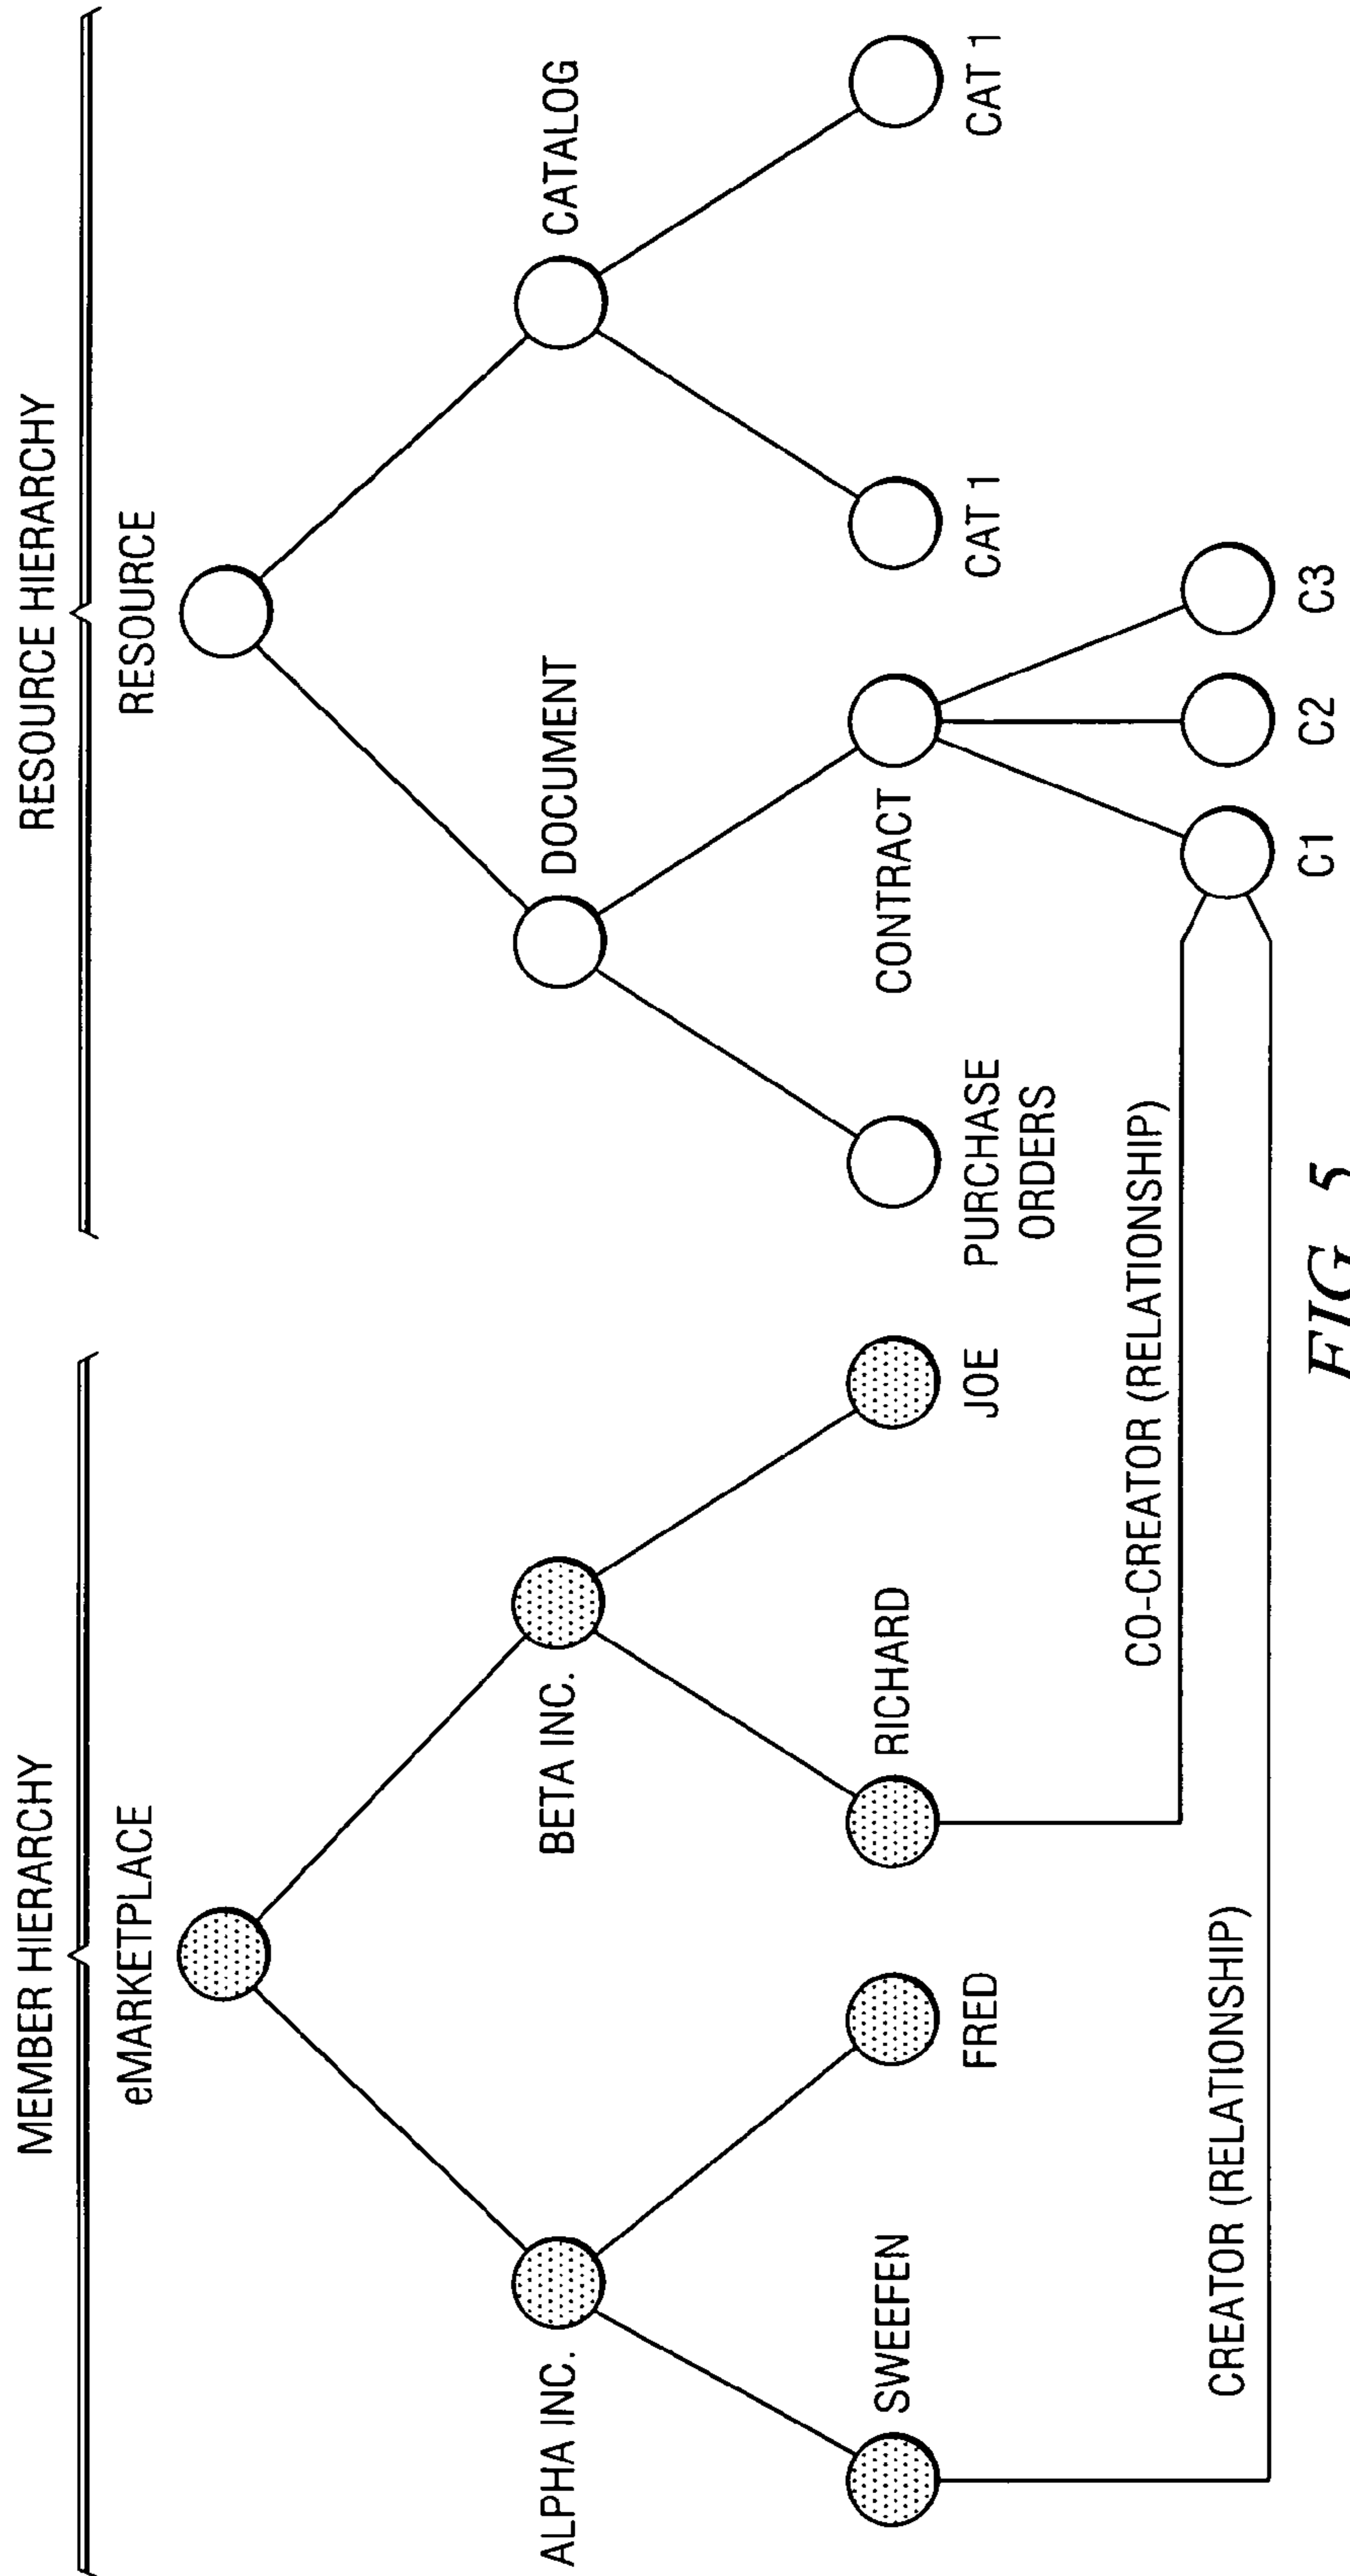 MEMBER HIERARCHY
RESOURCE HIERARCHY
eMARKETPLACE
RESOURCE
ALPHA INC.
BETA INC.
DOCUMENT
CATALOG
SWEEFEN
FRED
RICHARD
JOE
PURCHASE
ORDERS
CONTRACT
CAT 1
CAT 1
CO-CREATOR (RELATIONSHIP)
CREATOR (RELATIONSHIP)
C1
C2
C3
FIG. 5